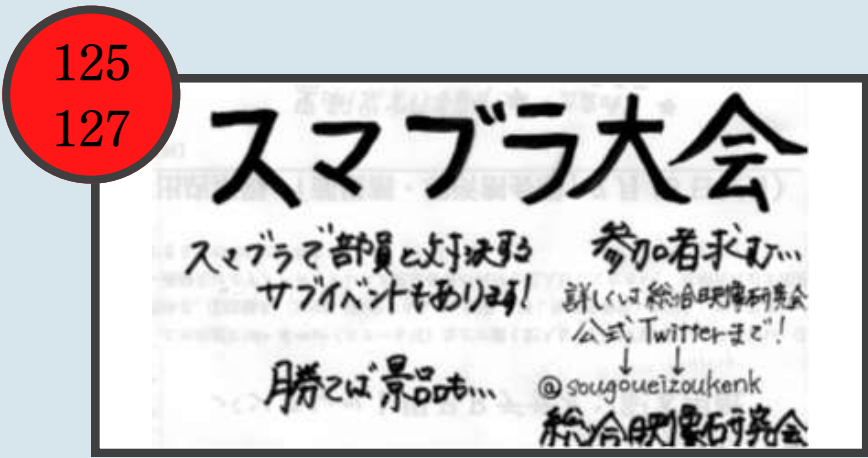 125
127
スマブラ大会
スマブラで部員と対決する
サブイベントもあります!
勝てば景品も…
参加者求む…
詳しくは総合映像研究会
公式Twitterまで!
↓ ↓
@sougoueizoukenk
総合映像研究会